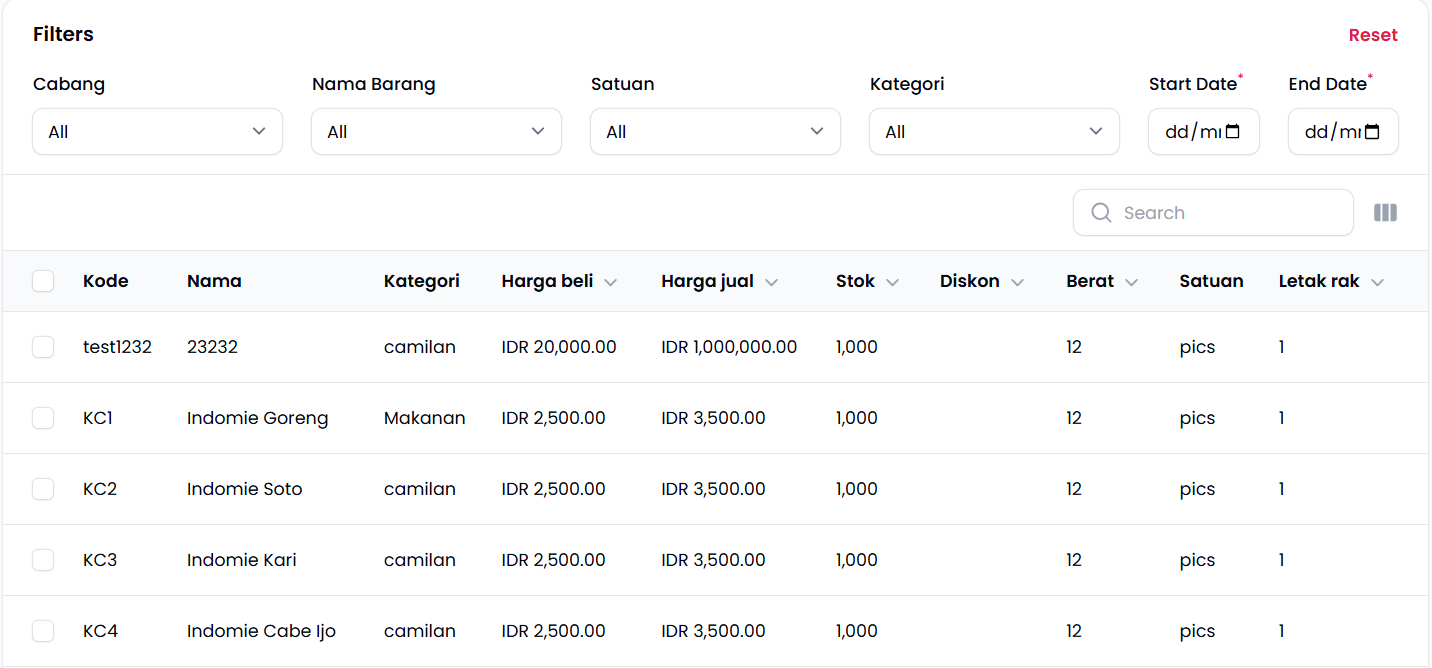 Filters Reset
Cabang Nama Barang Satuan Kategori Start Date* End Date*
All All All All dd/mm dd/mm
Search
Kode Nama Kategori Harga beli Harga jual Stok Diskon Berat Satuan Letak rak
test1232 23232 camilan IDR 20,000.00 IDR 1,000,000.00 1,000 12 pics 1
KC1 Indomie Goreng Makanan IDR 2,500.00 IDR 3,500.00 1,000 12 pics 1
KC2 Indomie Soto camilan IDR 2,500.00 IDR 3,500.00 1,000 12 pics 1
KC3 Indomie Kari camilan IDR 2,500.00 IDR 3,500.00 1,000 12 pics 1
KC4 Indomie Cabe Ijo camilan IDR 2,500.00 IDR 3,500.00 1,000 12 pics 1